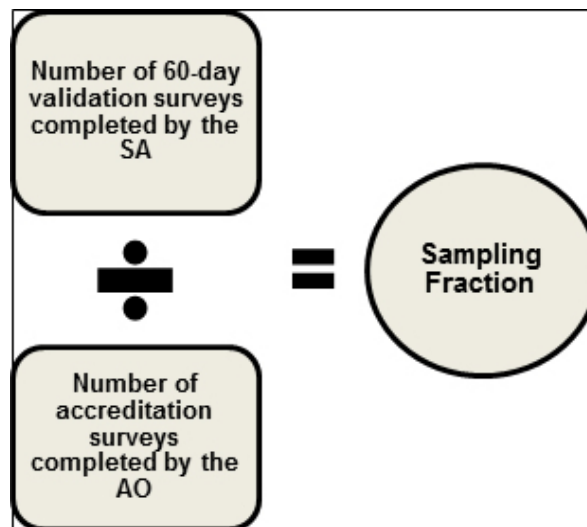 Number of 60-day
validation surveys
completed by the
SA
÷
=
Sampling
Fraction
Number of
accreditation
surveys
completed by the
AO